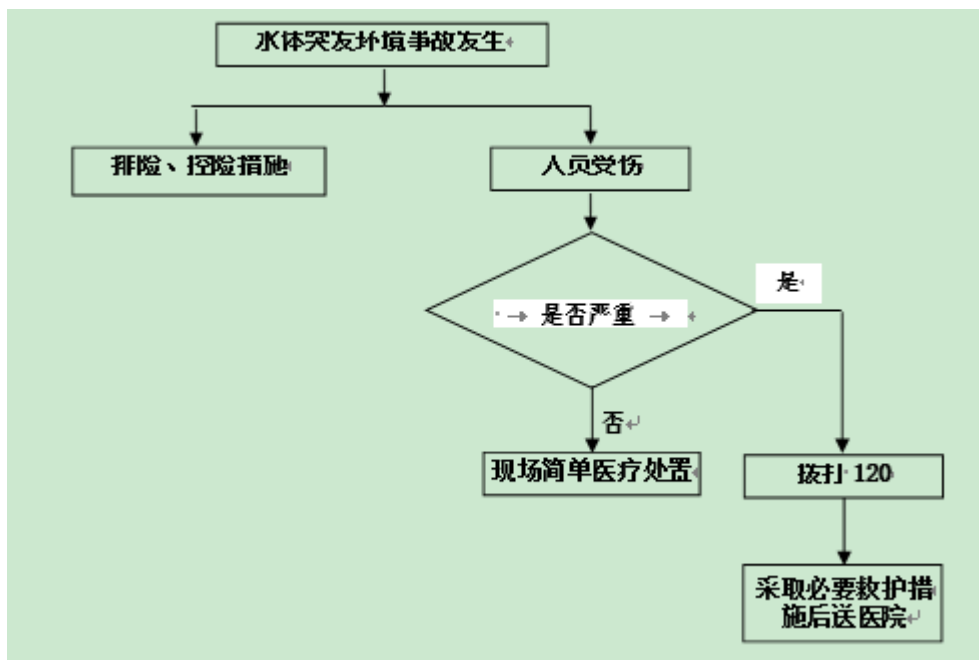 水体突发环境事故发生
排险、控险措施
人员受伤
是
是否严重
否
现场简单医疗处置
拨打 120
采取必要救护措
施后送医院